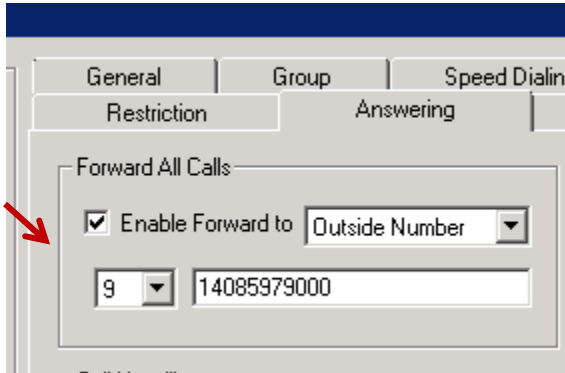 General Group Speed Dialin
Restriction Answering
Forward All Calls
Enable Forward to Outside Number
9 14085979000